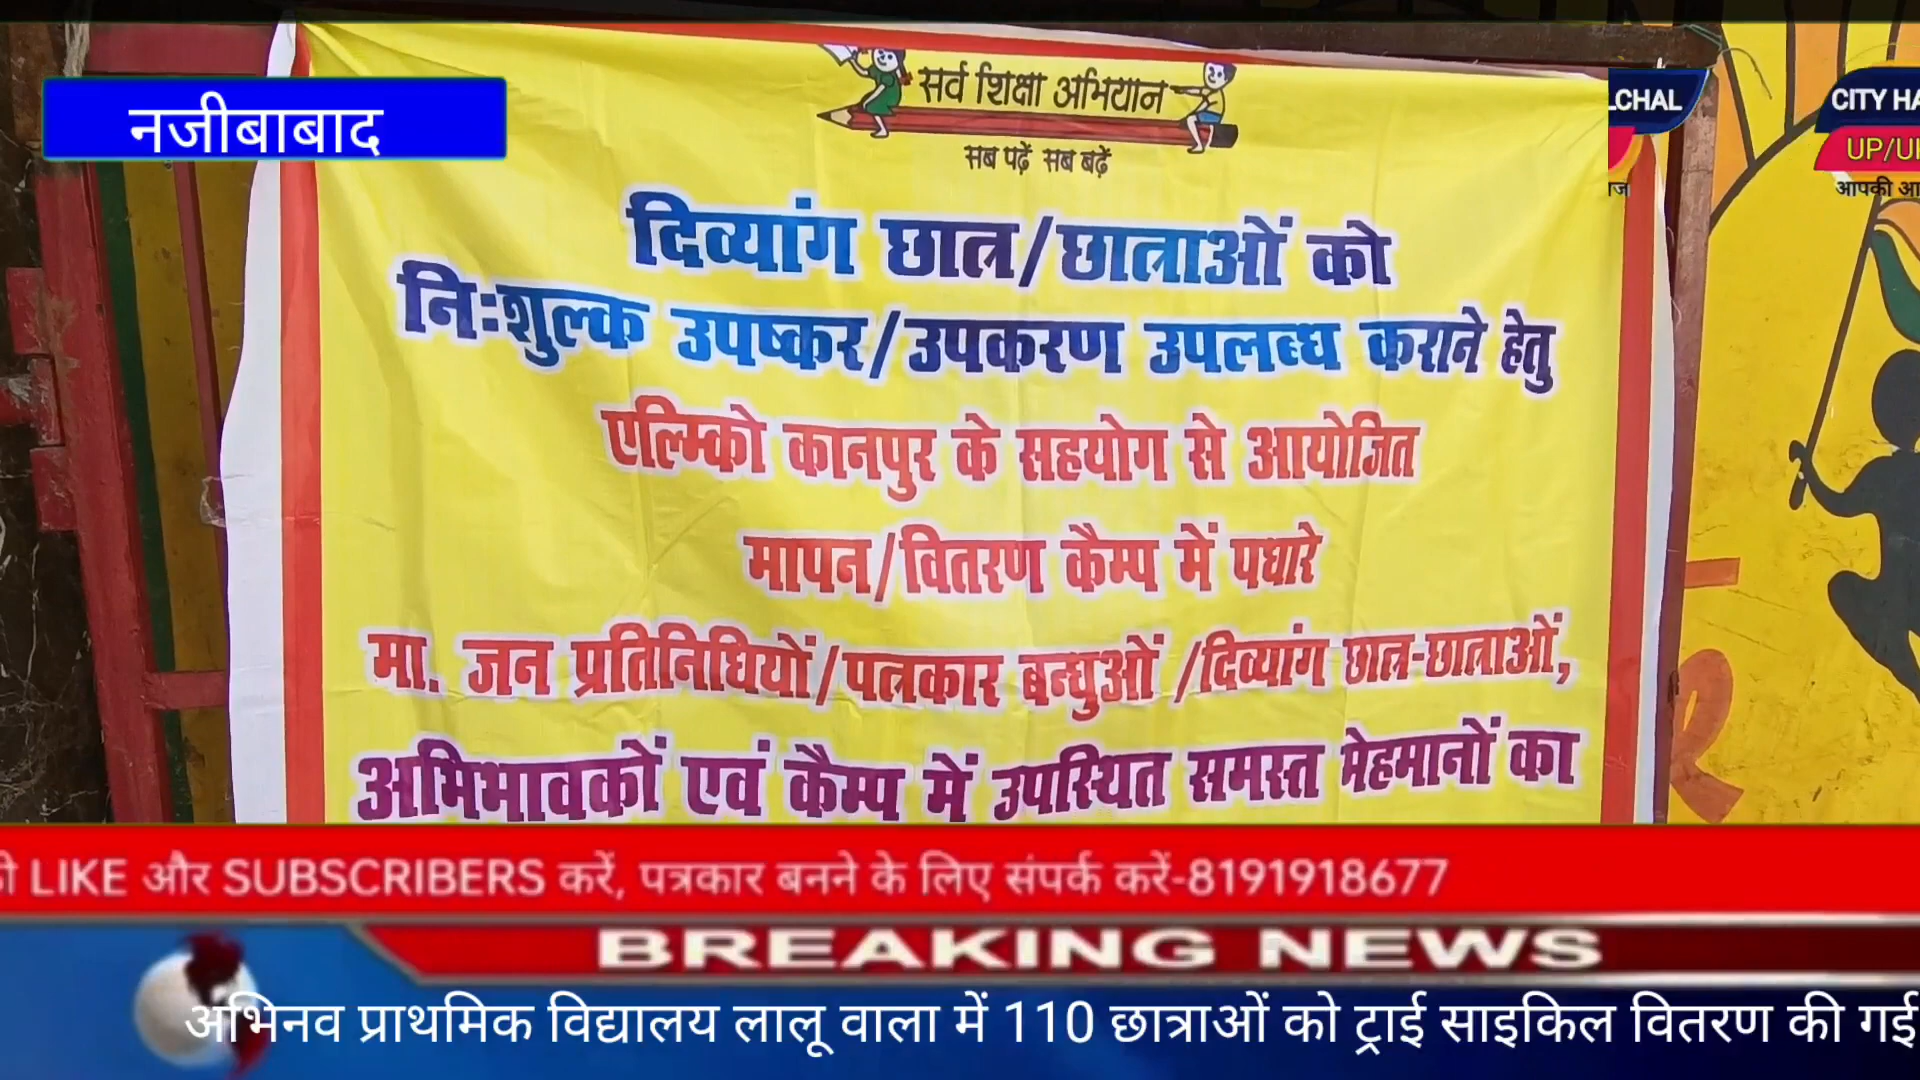 सर्व शिक्षा अभियान
सब पढ़ें सब बढ़ें
नजीबाबाद
LCHAL
CITY HA
UP/U
आपकी आ
दिव्यांग छात्र/छात्राओं को
निःशुल्क उपष्कर/उपकरण उपलब्ध कराने हेतु
एल्मिको कानपुर के सहयोग से आयोजित
मापन/वितरण कैम्प में पधारे
मा. जन प्रतिनिधियों/पत्रकार बन्धुओं /दिव्यांग छात्र-छात्राओं,
अभिभावकों एवं कैम्प में उपस्थित समस्त मेहमानों का
LIKE और SUBSCRIBERS करें, पत्रकार बनने के लिए संपर्क करें-8191918677
BREAKING NEWS
अभिनव प्राथमिक विद्यालय लालू वाला में 110 छात्राओं को ट्राई साइकिल वितरण की गई